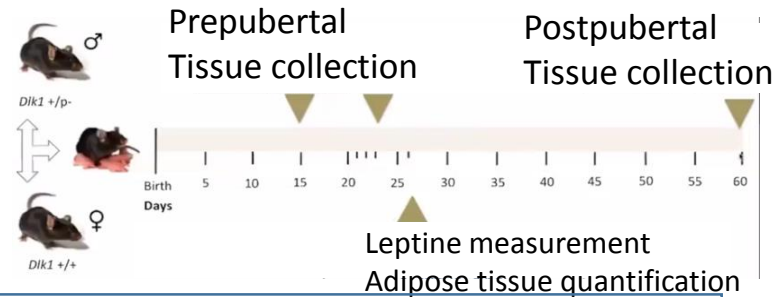 Prepubertal
Tissue collection
Postpubertal
Tissue collection
♂
Dlk1 +/p-
♀
Dlk1 +/+
Birth 5 10 15 20 25 30 35 40 45 50 55 60
Days
Leptine measurement
Adipose tissue quantification